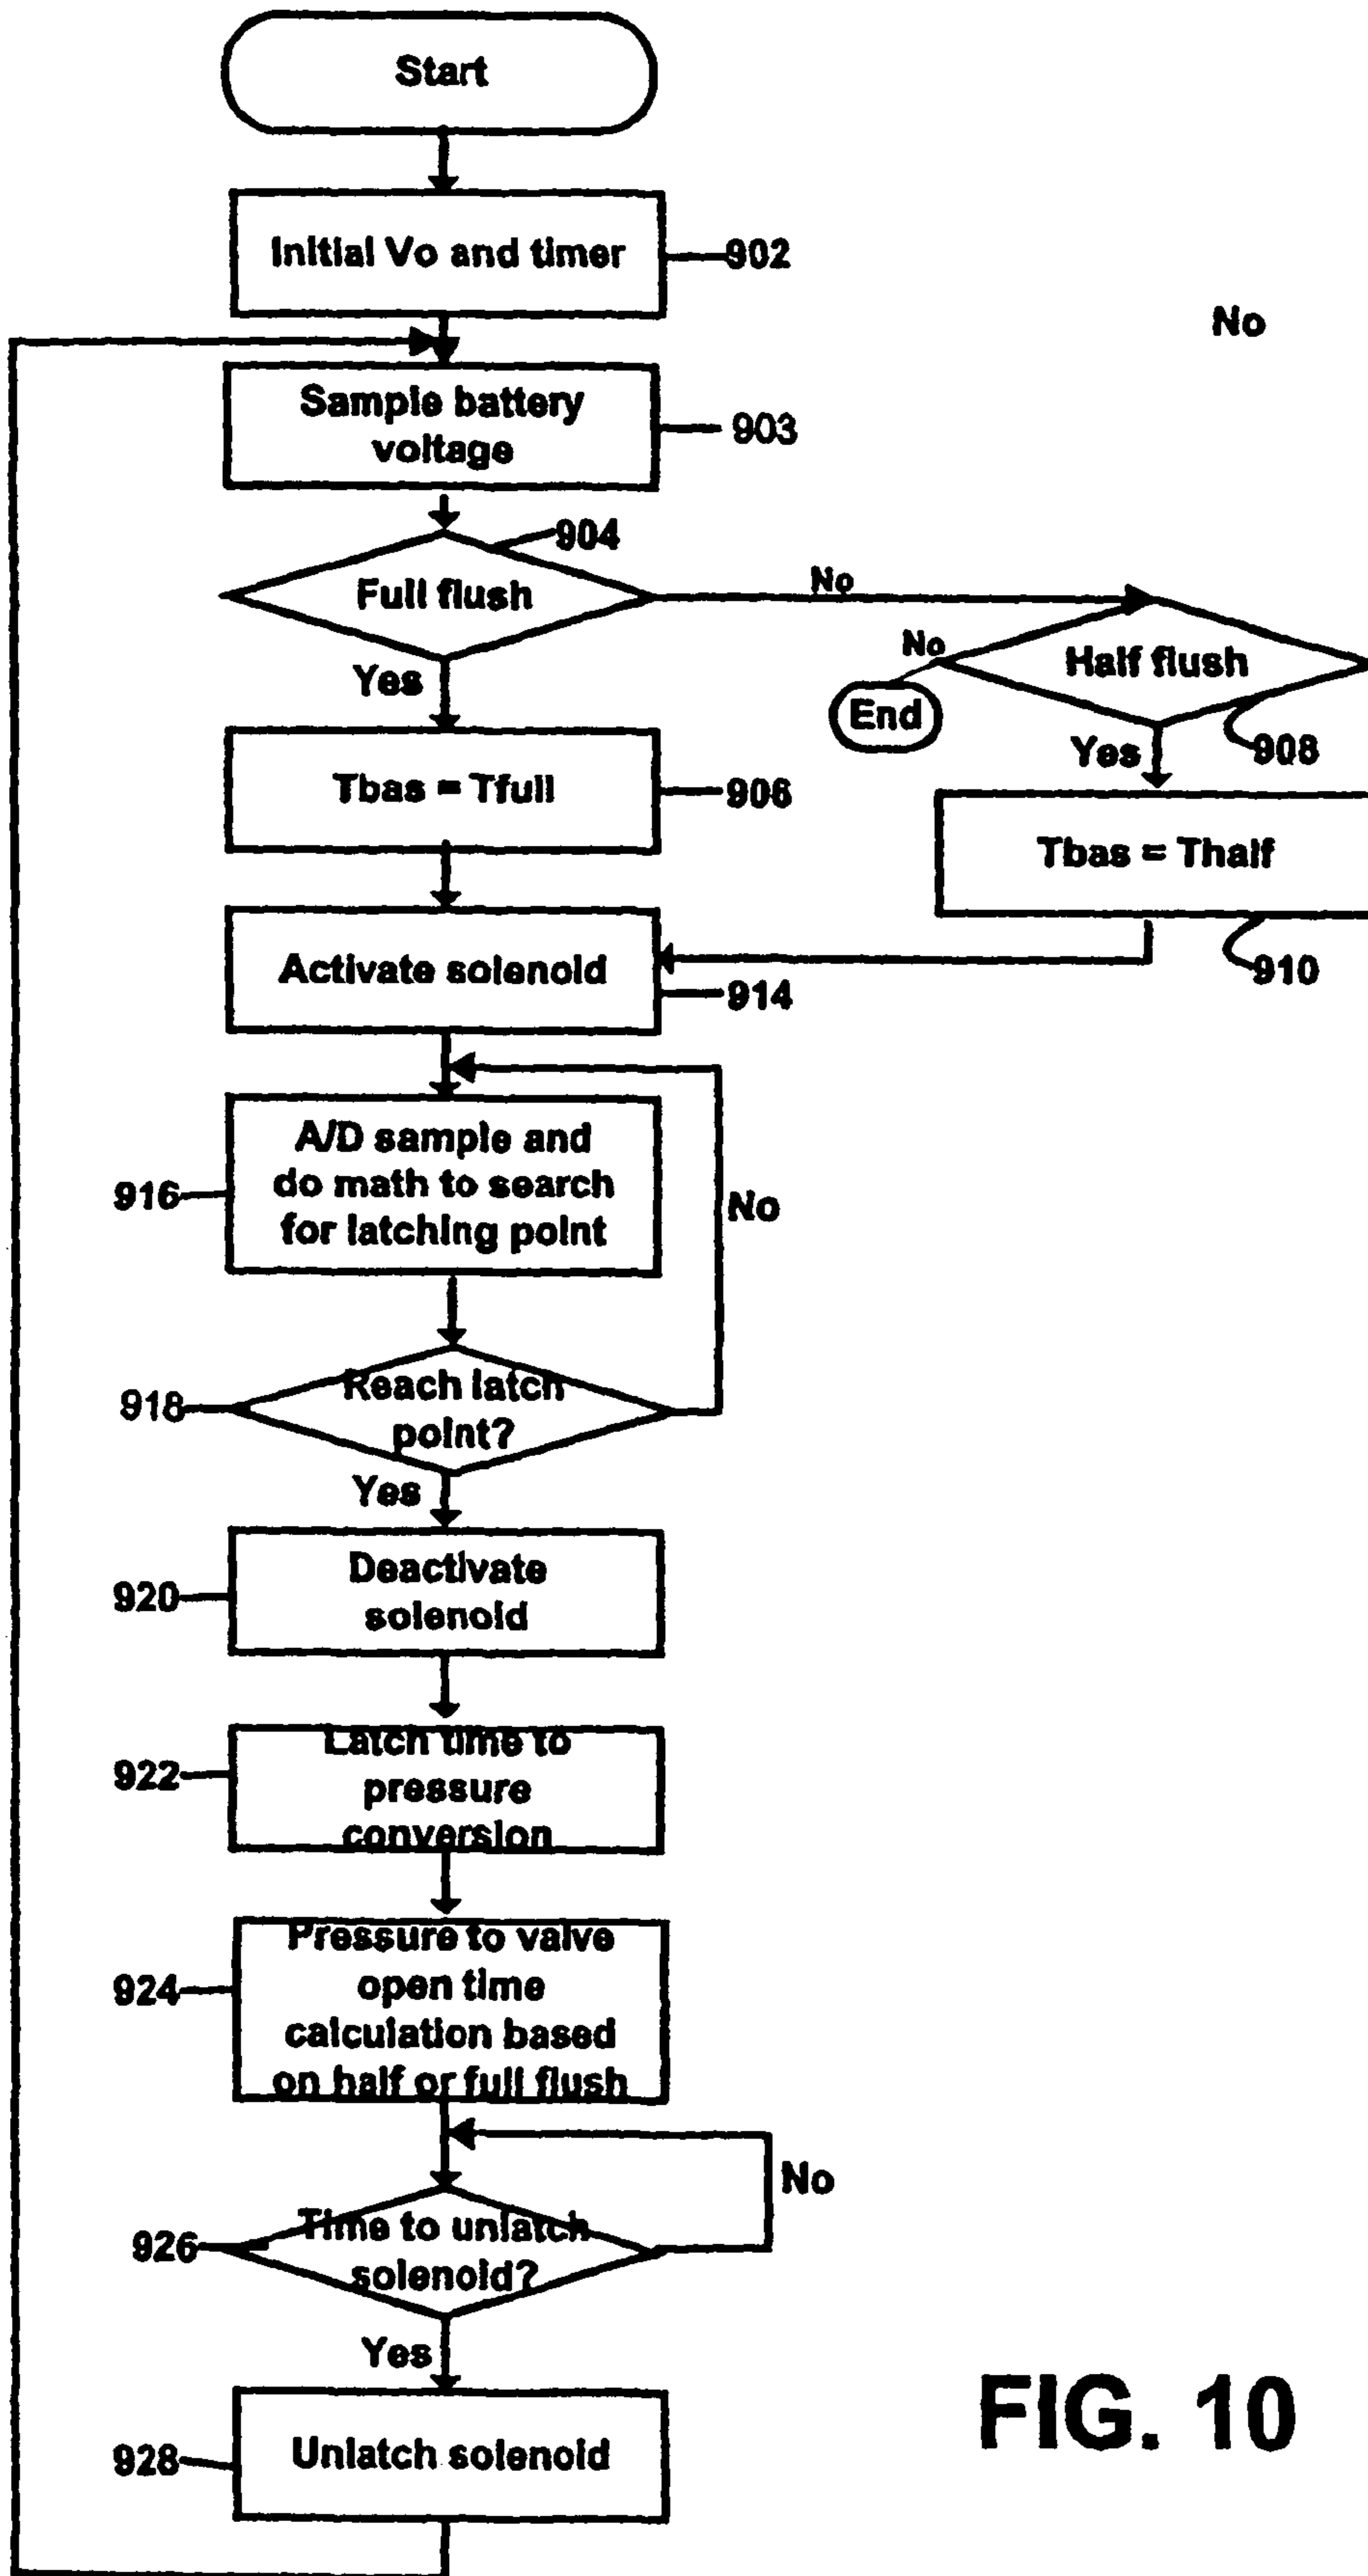 Start
Initial Vo and timer
902
No
Sample battery
voltage
903
904
Full flush
No
Yes
No
Half flush
End
908
Yes
Tbas = Tfull
906
Tbas = Thalf
910
Activate solenoid
914
A/D sample and
do math to search
for latching point
916
No
Reach latch
point?
918
Yes
Deactivate
solenoid
920
Latch time to
pressure
conversion
922
Pressure to valve
open time
calculation based
on half or full flush
924
No
Time to unlatch
solenoid?
926
Yes
Unlatch solenoid
928
FIG. 10